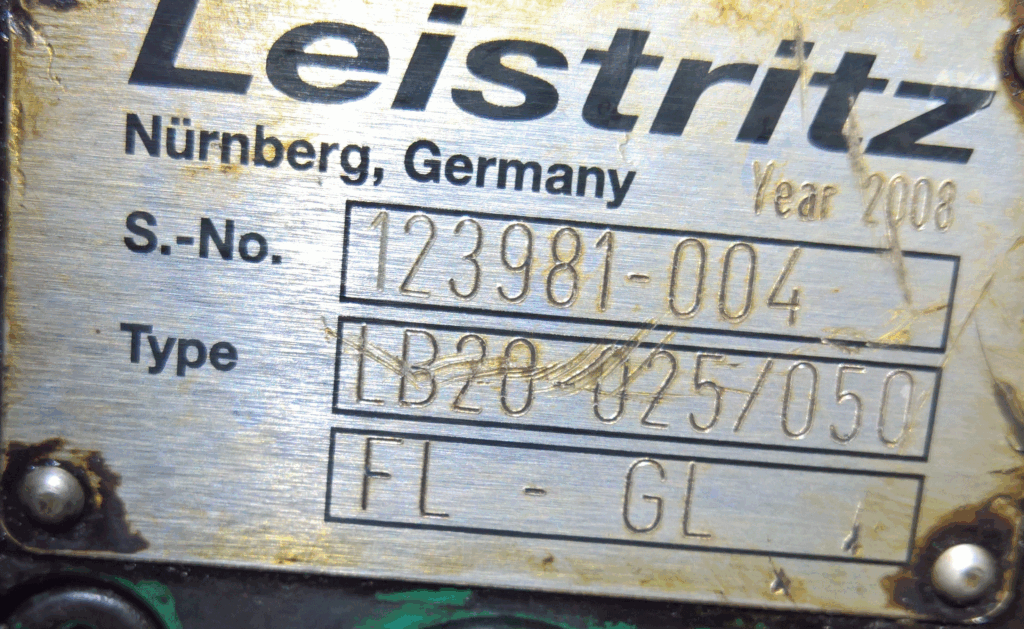 Leistritz
Nürnberg, Germany
Year 2008
S.-No. 123981-004
Type LB20-025/050
FL - GL